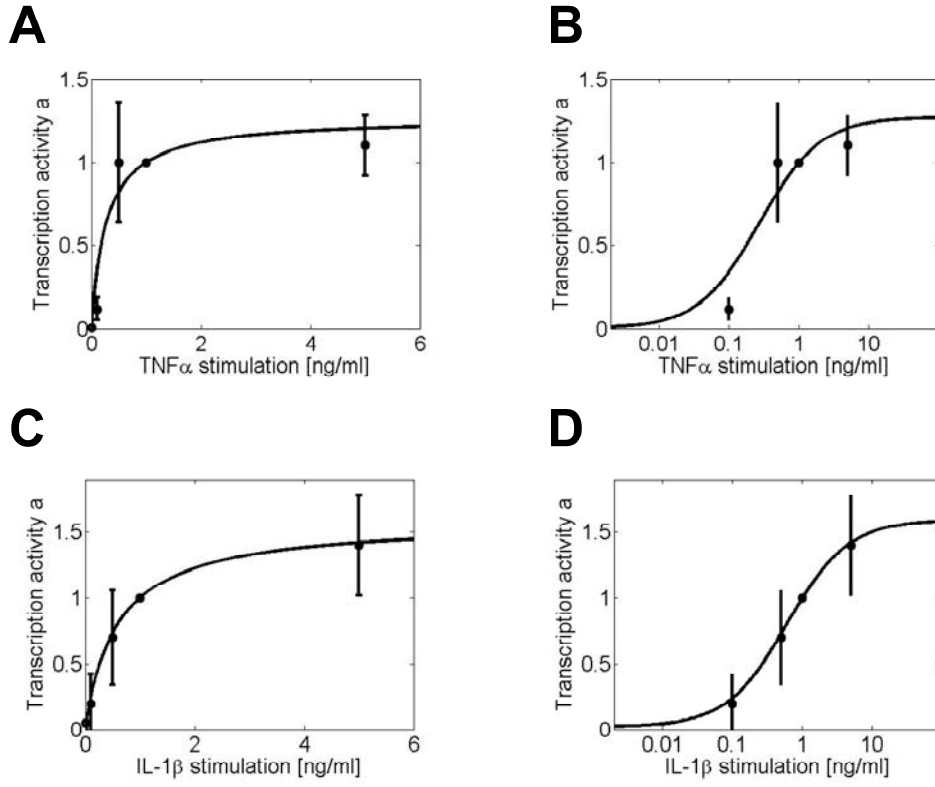 A
B
Transcription activity a
1.5
1
0.5
0
0
2
4
6
TNFα stimulation [ng/ml]
Transcription activity a
1.5
1
0.5
0
0.01
0.1
1
10
TNFα stimulation [ng/ml]
C
D
Transcription activity a
1.5
1
0.5
0
0
2
4
6
IL-1β stimulation [ng/ml]
Transcription activity a
1.5
1
0.5
0
0.01
0.1
1
10
IL-1β stimulation [ng/ml]